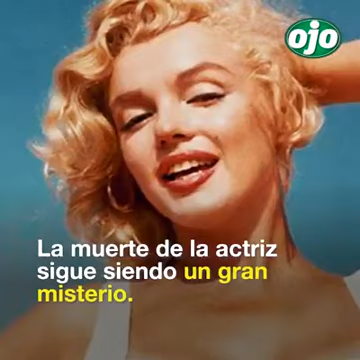 ojo
La muerte de la actriz
sigue siendo un gran
misterio.